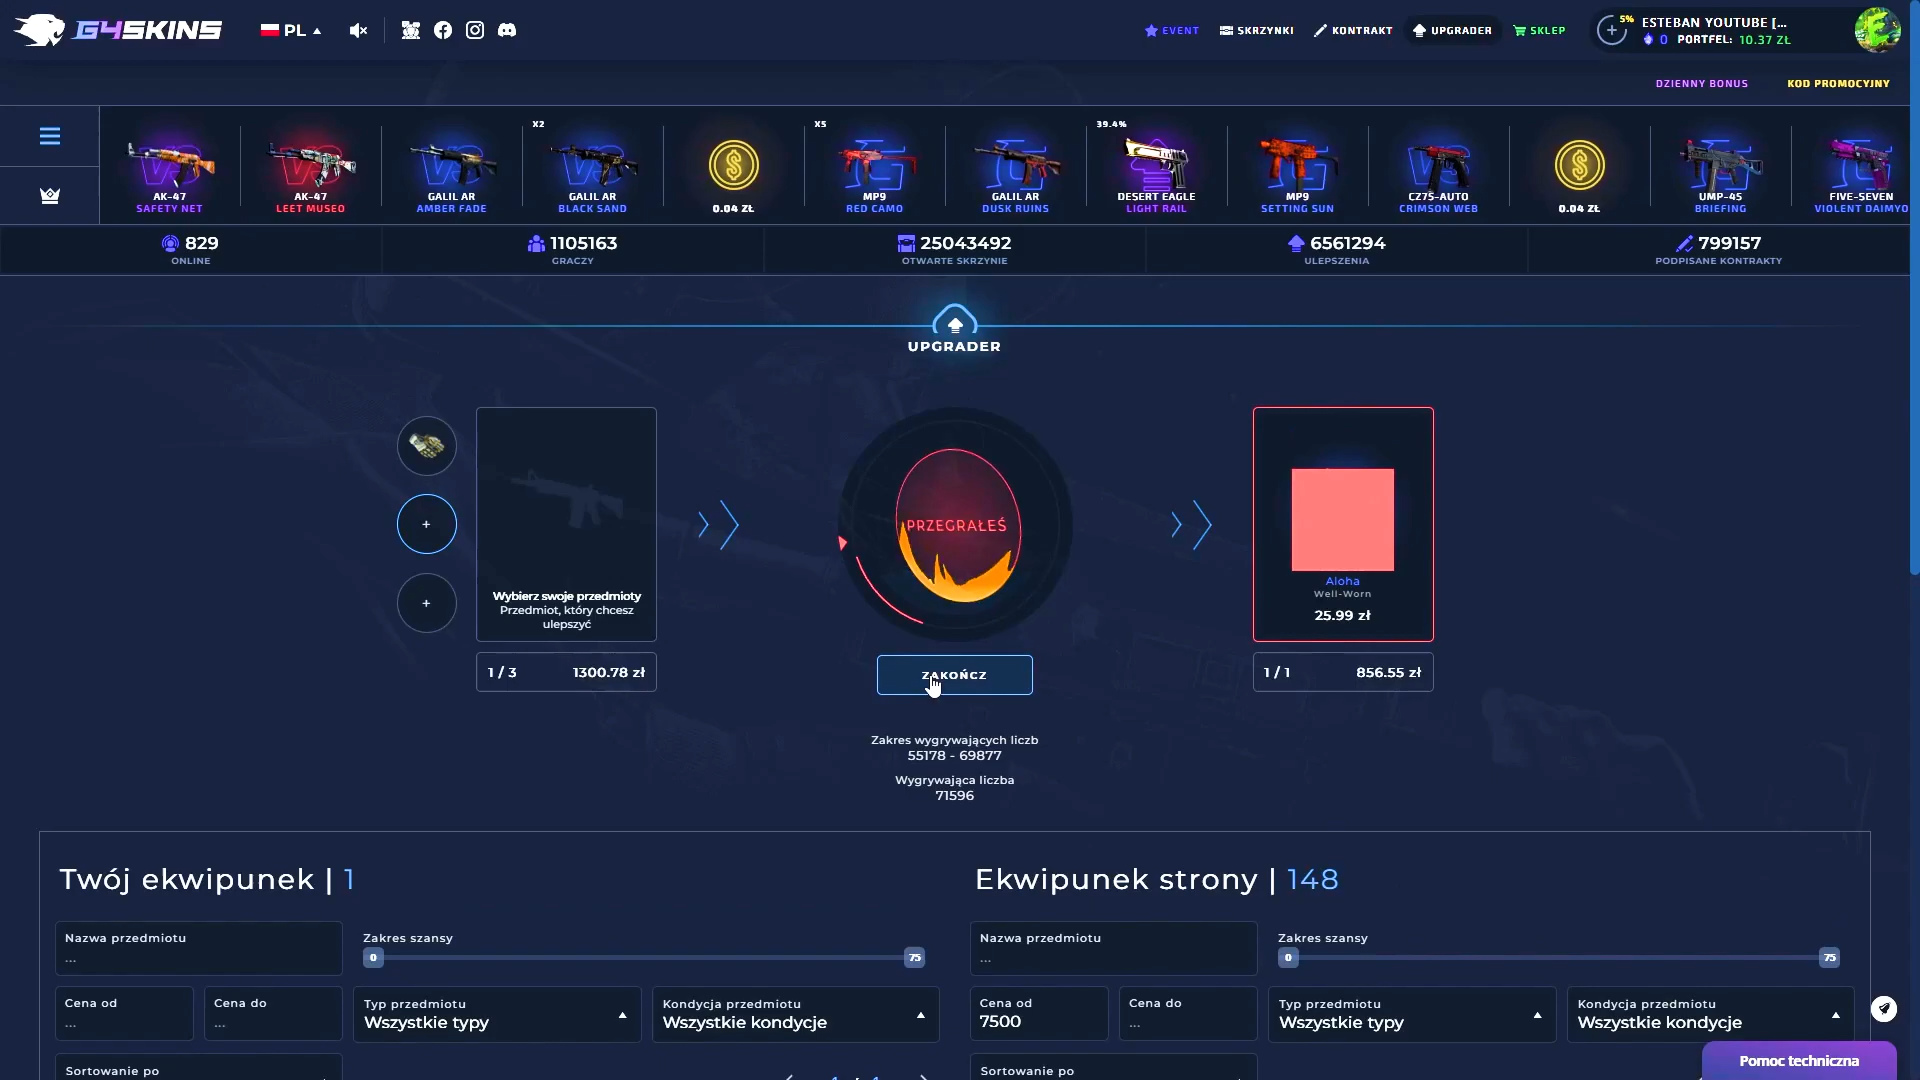 G4SKINS
PL
EVENT
SKRZYNKI
KONTRAKT
UPGRADER
SKLEP
5%
ESTEBAN YOUTUBE [...
0 PORTFEL: 10.37 ZŁ
DZIENNY BONUS
KOD PROMOCYJNY
AK-47
SAFETY NET
AK-47
LEET MUSEO
GALIL AR
AMBER FADE
X2
GALIL AR
BLACK SAND
0.04 ZŁ
X5
MP9
RED CAMO
GALIL AR
DUSK RUINS
39.4%
DESERT EAGLE
LIGHT RAIL
MP9
SETTING SUN
CZ75-AUTO
CRIMSON WEB
0.04 ZŁ
UMP-45
BRIEFING
FIVE-SEVEN
VIOLENT DAIMYO
829
ONLINE
1105163
GRACZY
25043492
OTWARTE SKRZYNIE
6561294
ULEPSZENIA
799157
PODPISANE KONTRAKTY
UPGRADER
+
+
Wybierz swoje przedmioty
Przedmiot, który chcesz
ulepszyć
1 / 3 1300.78 zł
PRZEGRAŁEŚ
ZAKOŃCZ
Zakres wygrywających liczb
55178 - 69877
Wygrywająca liczba
71596
Aloha
Well-Worn
25.99 zł
1 / 1 856.55 zł
Twój ekwipunek | 1
Nazwa przedmiotu
...
Zakres szansy
0 75
Cena od
...
Cena do
...
Typ przedmiotu
Wszystkie typy
Kondycja przedmiotu
Wszystkie kondycje
Sortowanie po
Ekwipunek strony | 148
Nazwa przedmiotu
...
Zakres szansy
0 75
Cena od
7500
Cena do
...
Typ przedmiotu
Wszystkie typy
Kondycja przedmiotu
Wszystkie kondycje
Sortowanie po
Pomoc techniczna